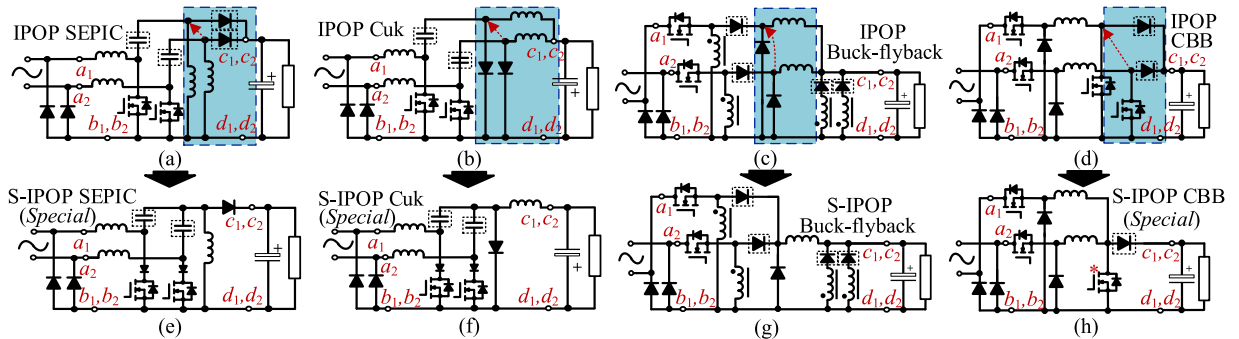 IPOP SEPIC
a1
a2
b1,b2
c1,c2
+
d1,d2
(a)
IPOP Cuk
a1
a2
b1,b2
c1,c2
+
d1,d2
(b)
IPOP
Buck-flyback
a1
a2
b1,b2
c1,c2
+
d1,d2
(c)
IPOP
CBB
a1
a2
b1,b2
c1,c2
+
d1,d2
(d)
S-IPOP SEPIC
(Special)
a1
a2
b1,b2
c1,c2
+
d1,d2
(e)
S-IPOP Cuk
(Special)
a1
a2
b1,b2
c1,c2
+
d1,d2
(f)
S-IPOP
Buck-flyback
a1
a2
b1,b2
c1,c2
+
d1,d2
(g)
S-IPOP CBB
(Special)
a1
a2
b1,b2
c1,c2
*
+
d1,d2
(h)